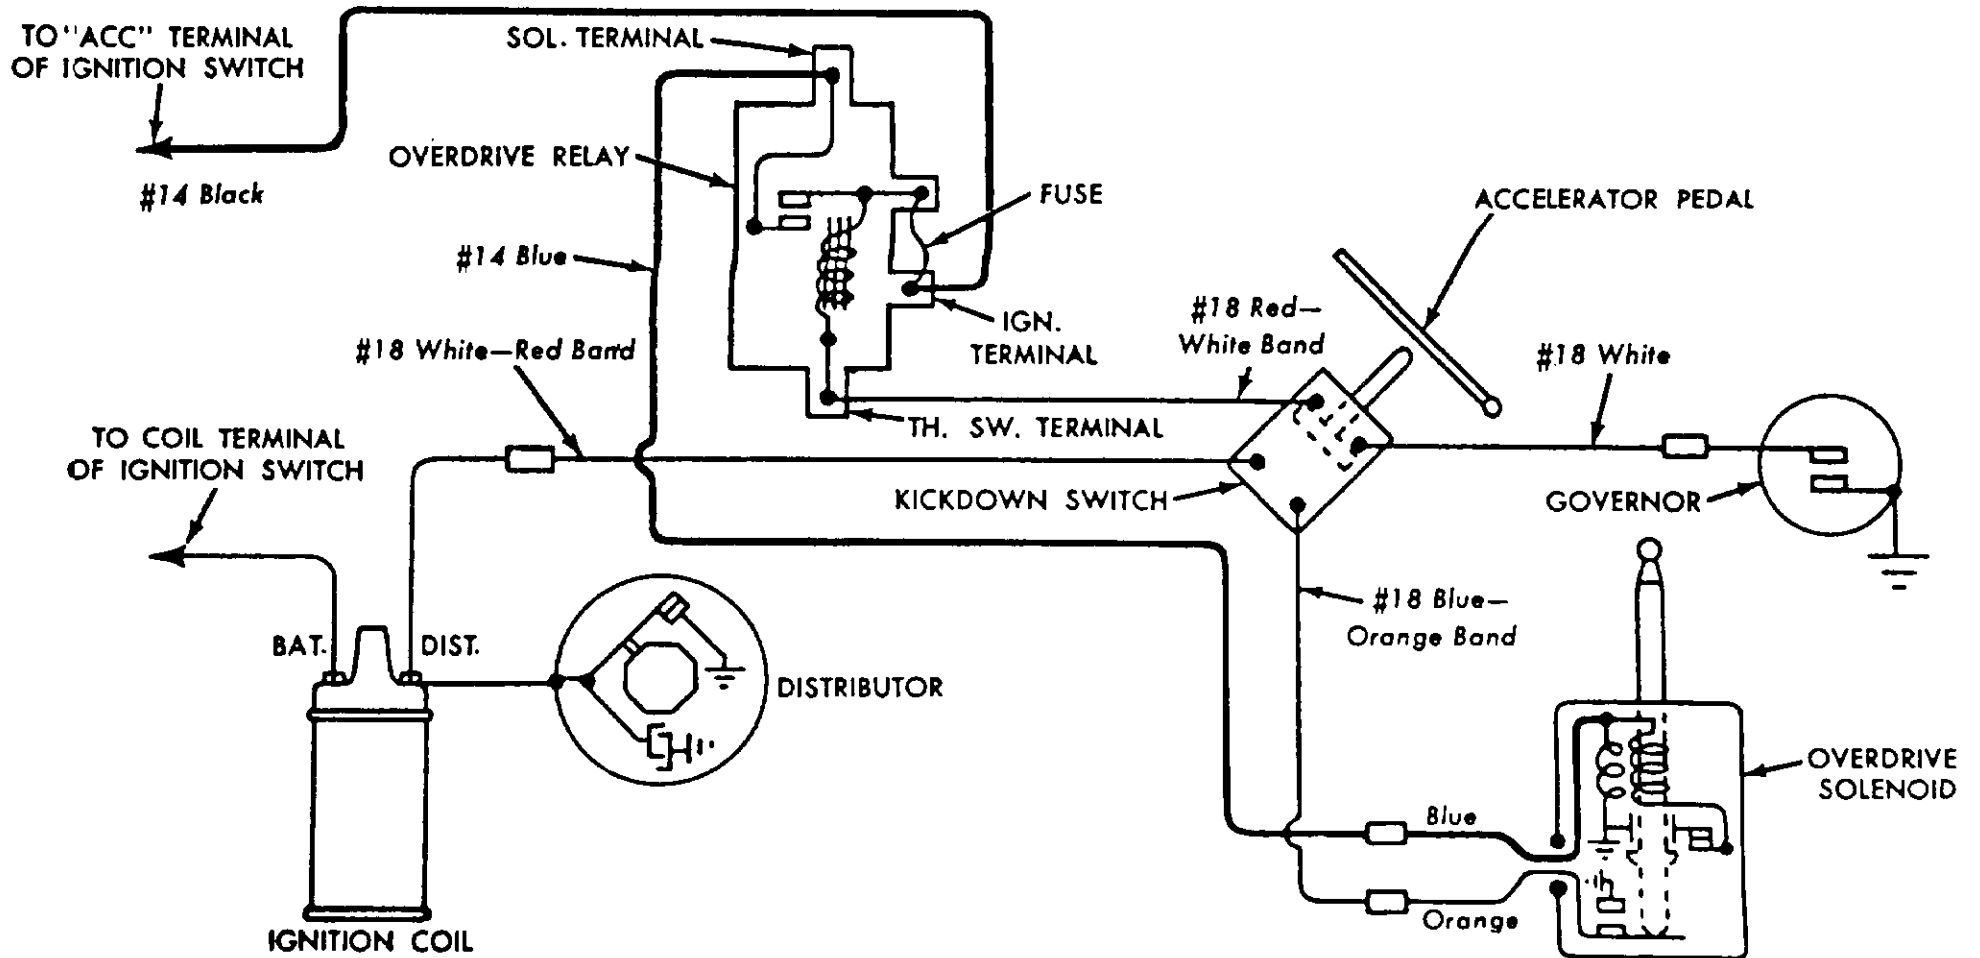 TO "ACC" TERMINAL
OF IGNITION SWITCH
#14 Black
SOL. TERMINAL
OVERDRIVE RELAY
#14 Blue
FUSE
IGN.
TERMINAL
ACCELERATOR PEDAL
#18 White—Red Band
#18 Red—
White Band
#18 White
TH. SW. TERMINAL
TO COIL TERMINAL
OF IGNITION SWITCH
KICKDOWN SWITCH
GOVERNOR
#18 Blue—
Orange Band
BAT.
DIST.
DISTRIBUTOR
OVERDRIVE
SOLENOID
Blue
Orange
IGNITION COIL